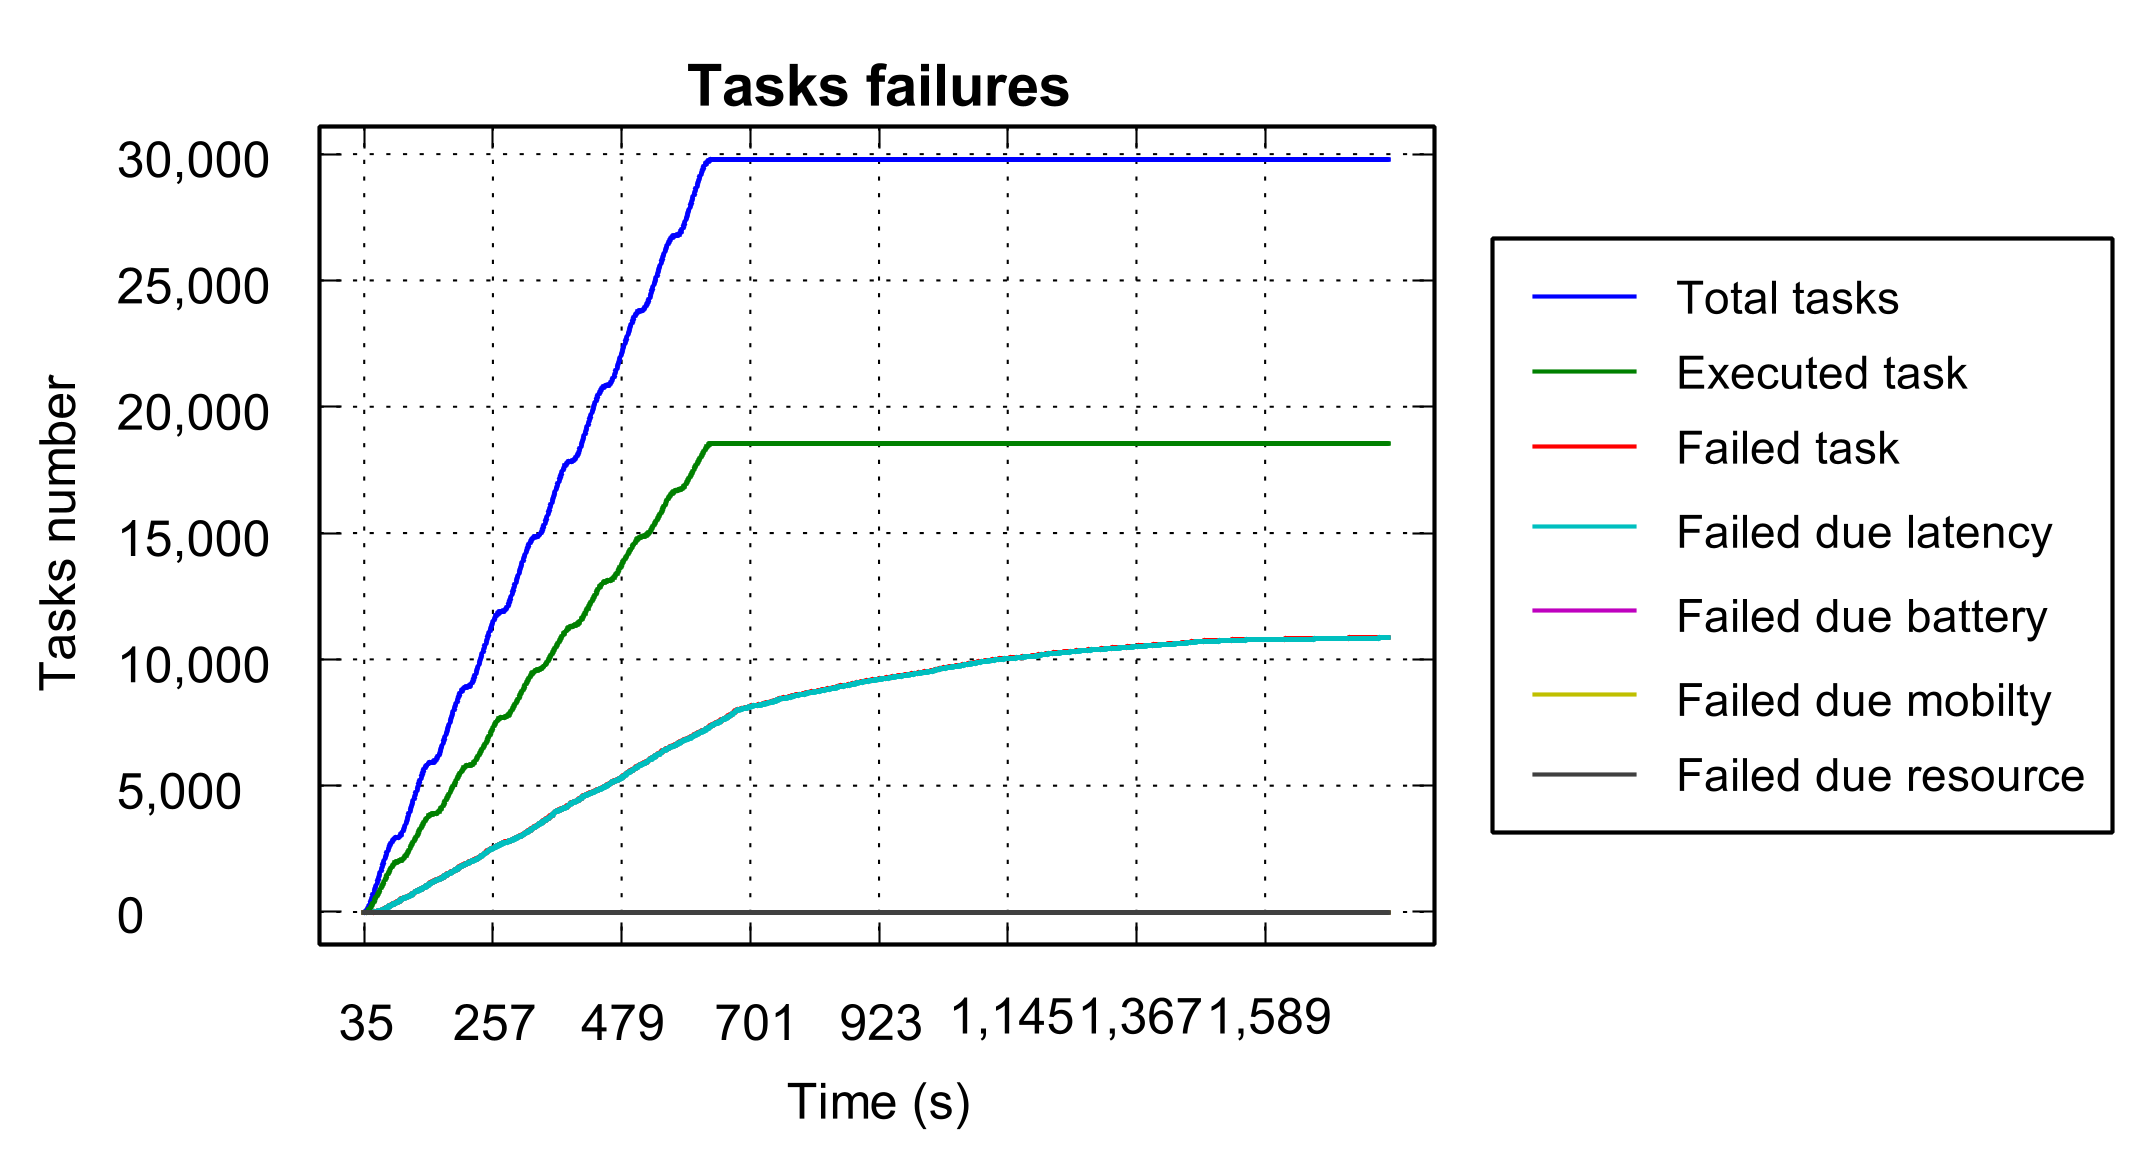 Tasks failures
30,000
25,000
20,000
15,000
10,000
5,000
0
Tasks number
35 257 479 701 923 1,145 1,367 1,589
Time (s)
Total tasks
Executed task
Failed task
Failed due latency
Failed due battery
Failed due mobilty
Failed due resource